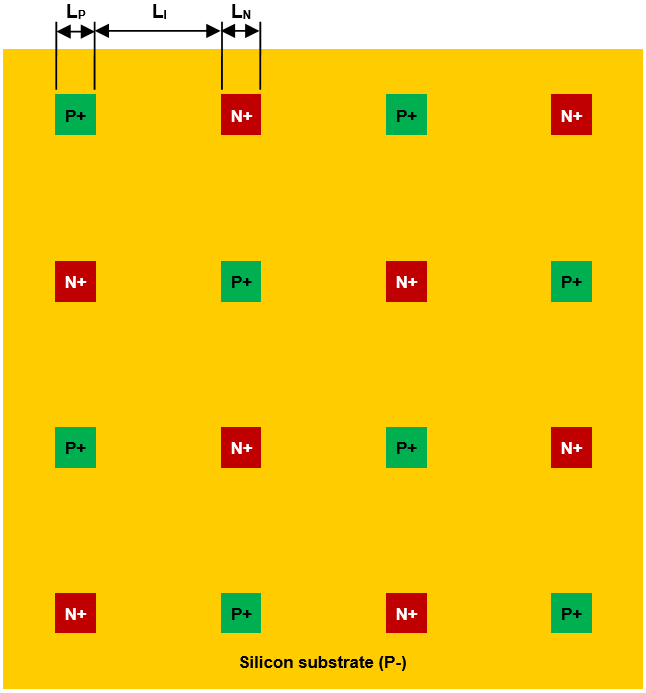 LP LI LN
P+ N+ P+ N+
N+ P+ N+ P+
P+ N+ P+ N+
N+ P+ N+ P+
Silicon substrate (P-)